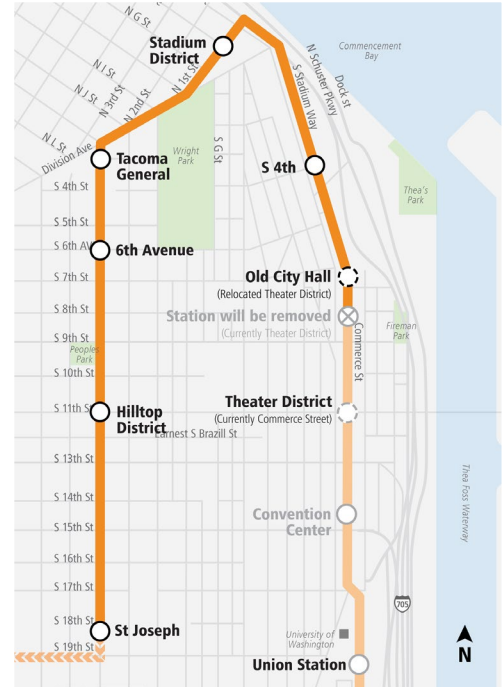 N G St
Stadium
District
Commencement
Bay
N I St
N J St
N 3rd St
N 2nd St
N 1st St
N Schuster Pkwy
Dock st
S Stadium Way
N L St
Division Ave
Wright
Park
S G St
Tacoma
General
S 4th
S 4th St
Thea's
Park
S 5th St
S 6th AV
6th Avenue
S 7th St
Old City Hall
(Relocated Theater District)
S 8th St
Station will be removed
(Currently Theater District)
Commerce St
Fireman
Park
S 9th St
Peoples
Park
S 10th St
Theater District
(Currently Commerce Street)
S 11th St
Hilltop
District
Earnest S Brazill St
S 13th St
Thea Foss Waterway
S 14th St
Convention
Center
S 15th St
S 16th St
S 17th St
705
S 18th St
St Joseph
University of
Washington
S 19th St
Union Station
N